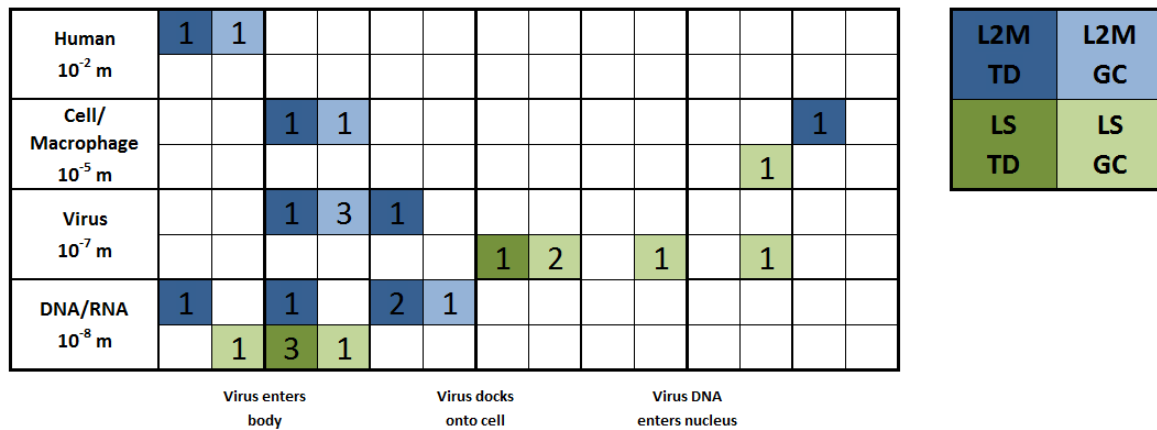 Human
10⁻² m
1 1
Cell/
Macrophage
10⁻⁵ m
1 1 1
1
Virus
10⁻⁷ m
1 3 1
1 2 1 1
DNA/RNA
10⁻⁸ m
1 1 2 1
1 3 1
Virus enters
body
Virus docks
onto cell
Virus DNA
enters nucleus
L2M L2M
TD GC
LS LS
TD GC